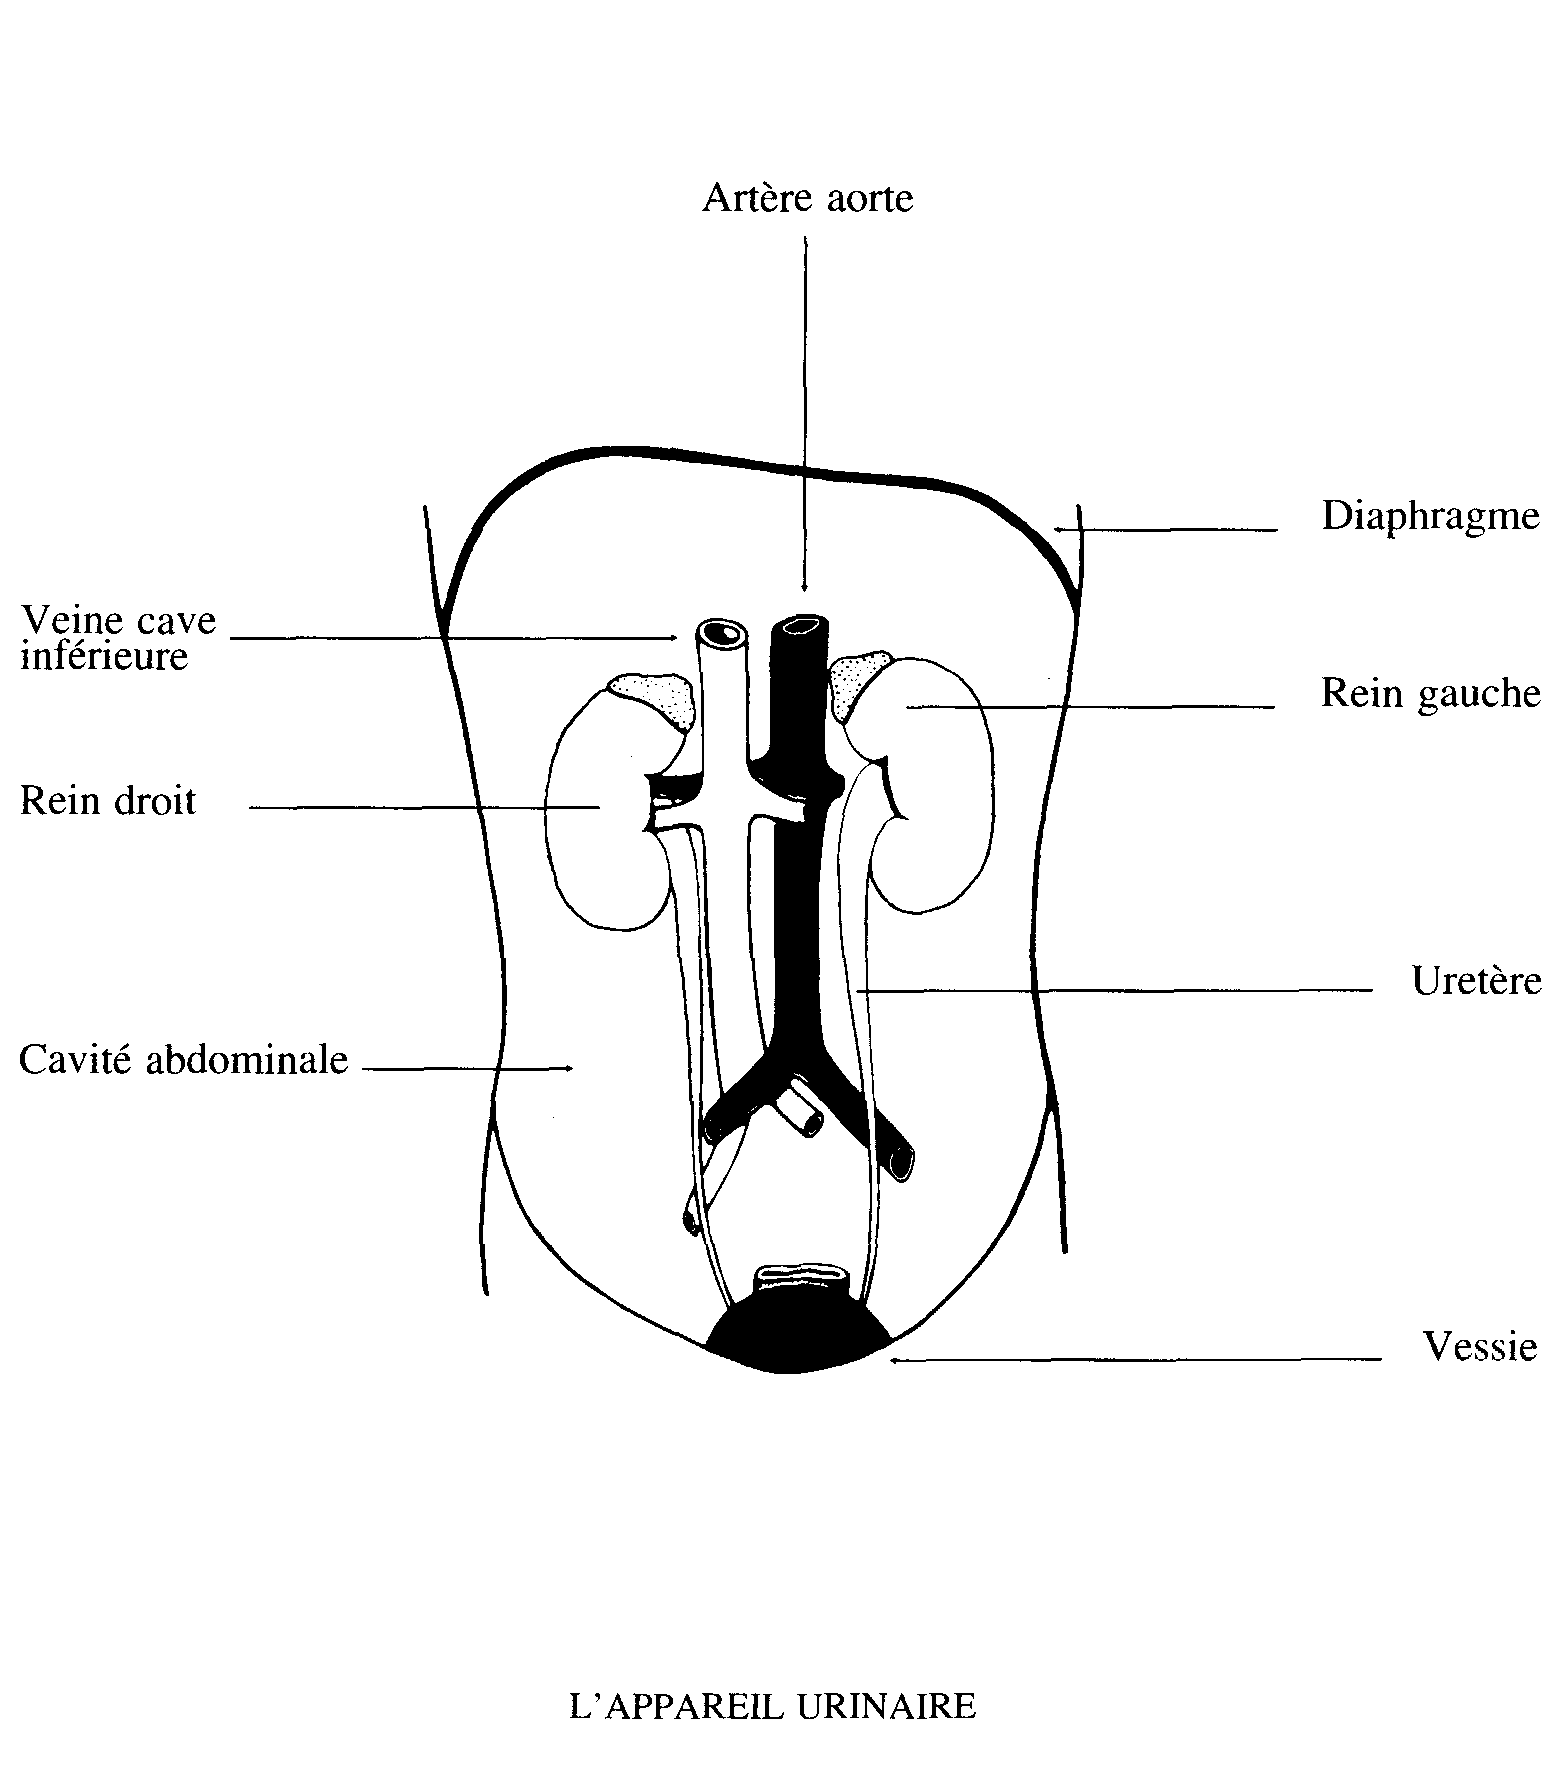 Artère aorte
Diaphragme
Veine cave
inférieure
Rein gauche
Rein droit
Uretère
Cavité abdominale
Vessie
L'APPAREIL URINAIRE